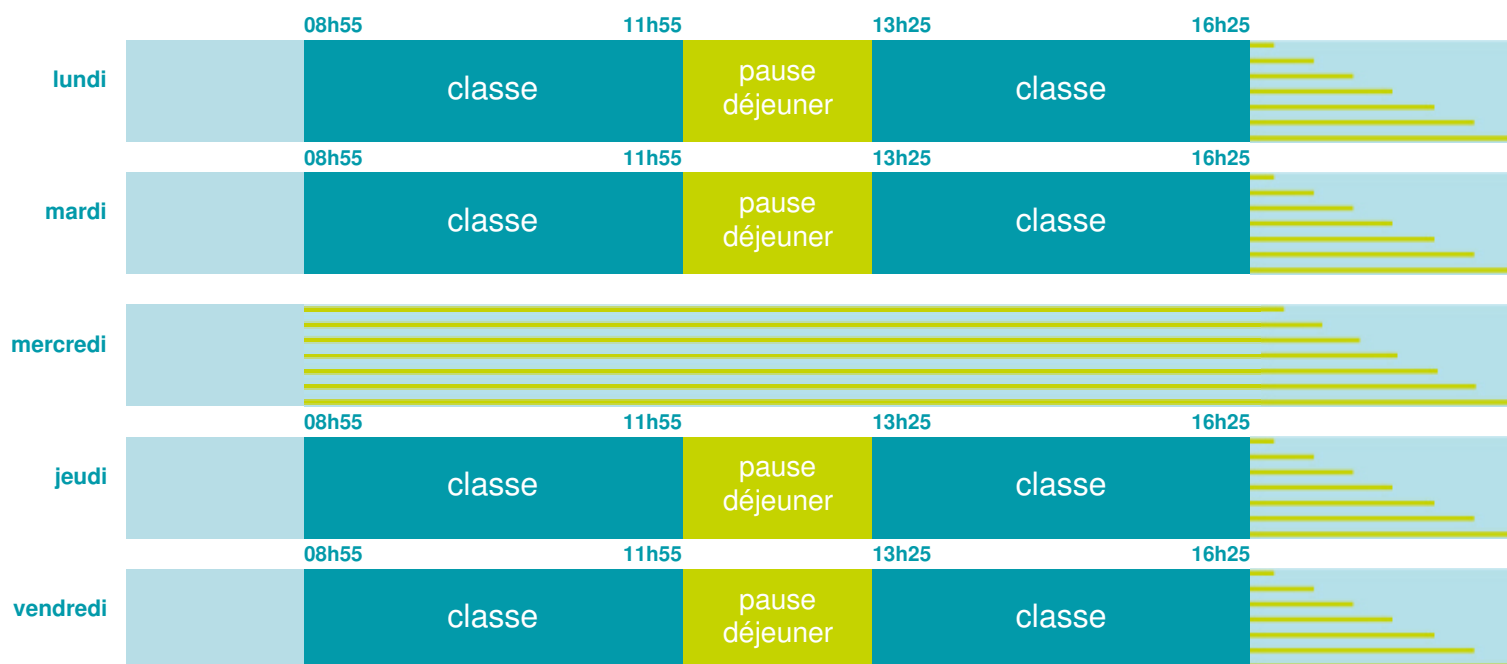 08h55 11h55 13h25 16h25
lundi classe pause déjeuner classe
08h55 11h55 13h25 16h25
mardi classe pause déjeuner classe
mercredi
08h55 11h55 13h25 16h25
jeudi classe pause déjeuner classe
08h55 11h55 13h25 16h25
vendredi classe pause déjeuner classe